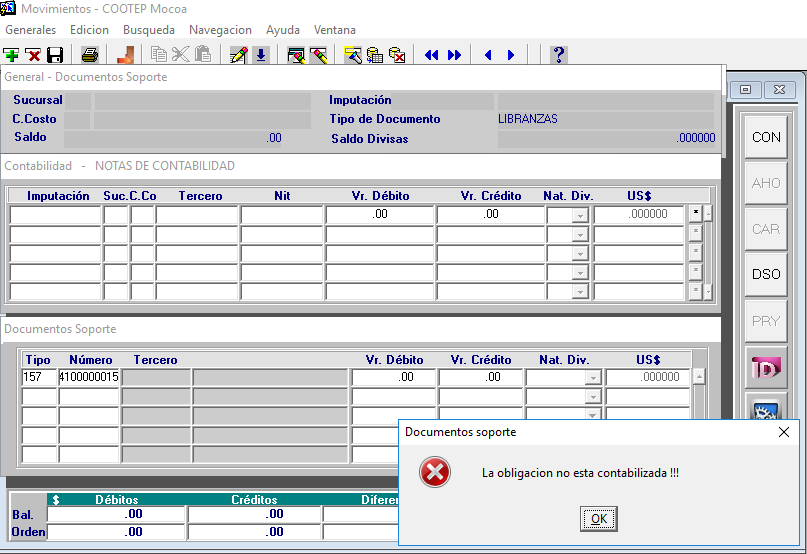 Movimientos - COOTEP Mocoa
Generales Edicion Busqueda Navegacion Ayuda Ventana
General - Documentos Soporte
Sucursal Imputación
C.Costo Tipo de Documento LIBRANZAS
Saldo .00 Saldo Divisas .000000
Contabilidad - NOTAS DE CONTABILIDAD
Imputación Suc. C.Co Tercero Nit Vr. Débito Vr. Crédito Nat. Div. US$
.00 .00 .000000 *
*
*
*
*
CON
AHO
CAR
DSO
PRY
Documentos Soporte
Tipo Número Tercero Vr. Débito Vr. Crédito Nat. Div. US$
157 4100000015 .00 .00 .000000
Documentos soporte
La obligacion no esta contabilizada !!!
OK
$ Débitos Créditos Diferen
Bal. .00 .00
Orden .00 .00